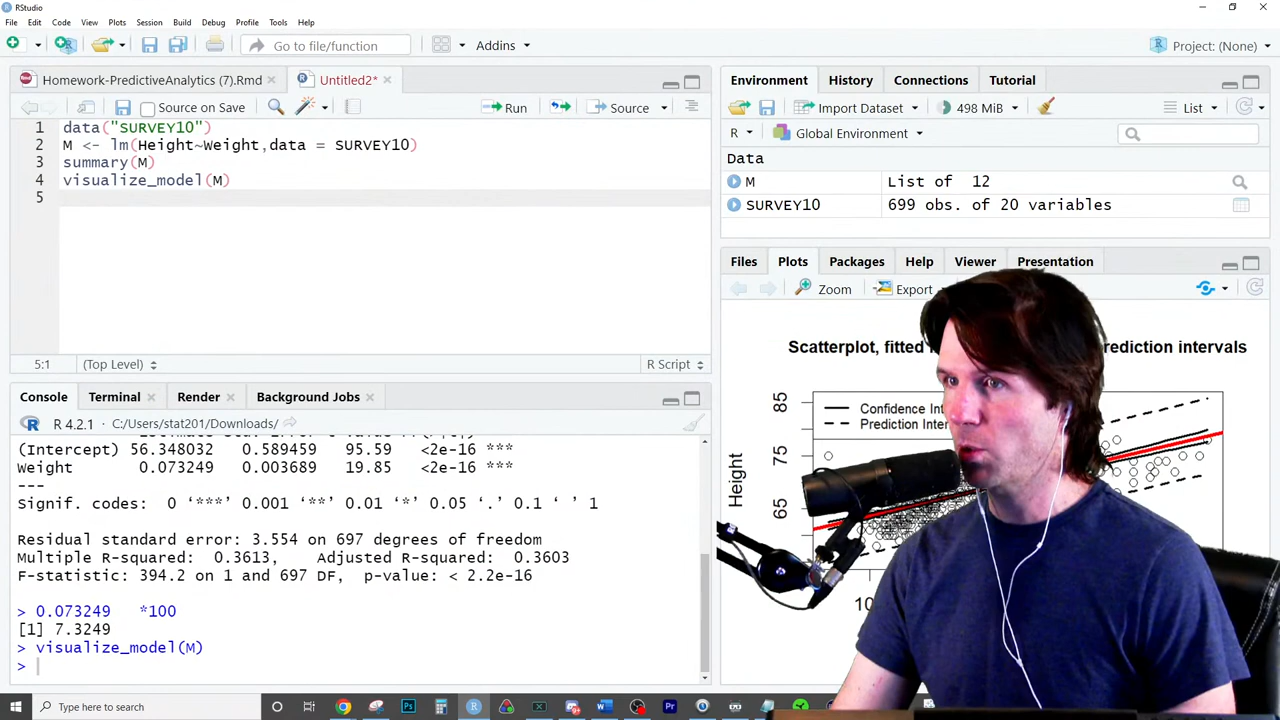 RStudio
File Edit Code View Plots Session Build Debug Profile Tools Help
Go to file/function Addins Project: (None)
Homework-PredictiveAnalytics (7).Rmd Untitled2*
Source on Save Run Source
1 data("SURVEY10")
2 M <- lm(Height~Weight,data = SURVEY10)
3 summary(M)
4 visualize_model(M)
5
5:1 (Top Level) R Script
Console Terminal Render Background Jobs
R 4.2.1 · C:/Users/stat201/Downloads/
(Intercept) 56.348032 0.589459 95.59 <2e-16 ***
Weight 0.073249 0.003689 19.85 <2e-16 ***
---
Signif. codes: 0 ‘***’ 0.001 ‘**’ 0.01 ‘*’ 0.05 ‘.’ 0.1 ‘ ’ 1
Residual standard error: 3.554 on 697 degrees of freedom
Multiple R-squared: 0.3613, Adjusted R-squared: 0.3603
F-statistic: 394.2 on 1 and 697 DF, p-value: < 2.2e-16
> 0.073249 *100
[1] 7.3249
> visualize_model(M)
>
Environment History Connections Tutorial
Import Dataset 498 MiB List
R Global Environment
Data
M List of 12
SURVEY10 699 obs. of 20 variables
Files Plots Packages Help Viewer Presentation
Zoom Export
Scatterplot, fitted rediction intervals
Confidence Int
Prediction Inter
85
75
65
Height
Type here to search